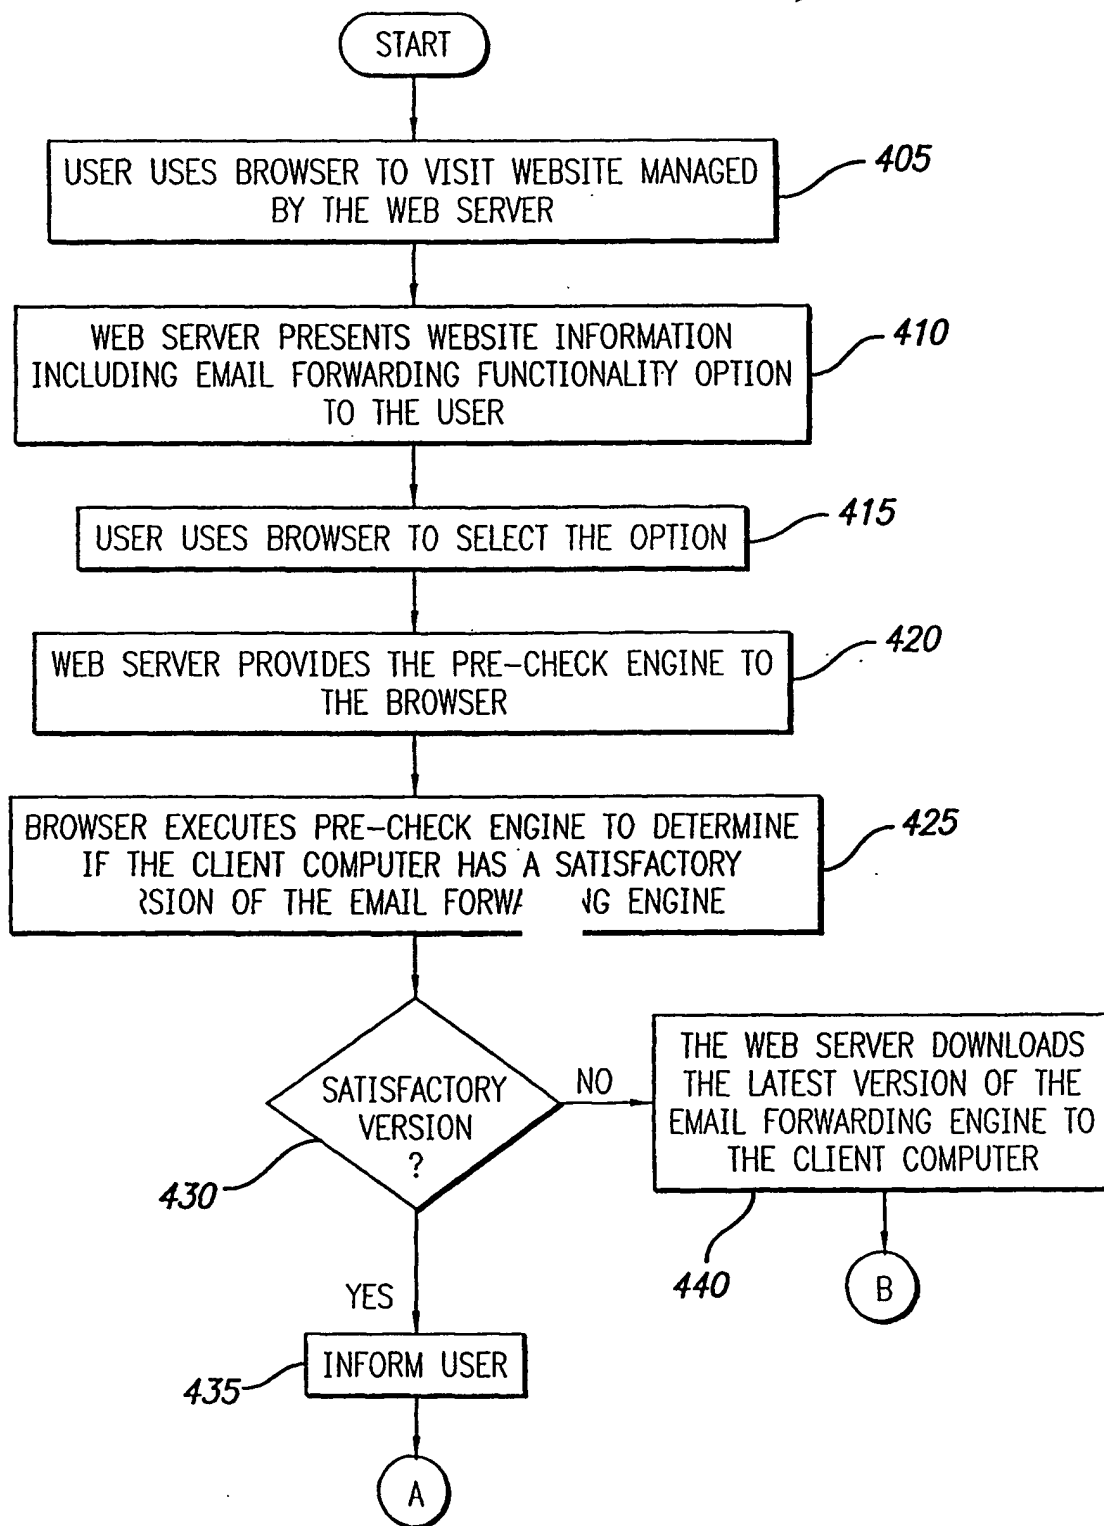 START
USER USES BROWSER TO VISIT WEBSITE MANAGED
BY THE WEB SERVER
405
WEB SERVER PRESENTS WEBSITE INFORMATION
INCLUDING EMAIL FORWARDING FUNCTIONALITY OPTION
TO THE USER
410
USER USES BROWSER TO SELECT THE OPTION
415
WEB SERVER PROVIDES THE PRE-CHECK ENGINE TO
THE BROWSER
420
BROWSER EXECUTES PRE-CHECK ENGINE TO DETERMINE
IF THE CLIENT COMPUTER HAS A SATISFACTORY
OF THE EMAIL ENGINE
425
SATISFACTORY
VERSION
?
430
NO
THE WEB SERVER DOWNLOADS
THE LATEST VERSION OF THE
EMAIL FORWARDING ENGINE TO
THE CLIENT COMPUTER
440
B
YES
INFORM USER
435
A